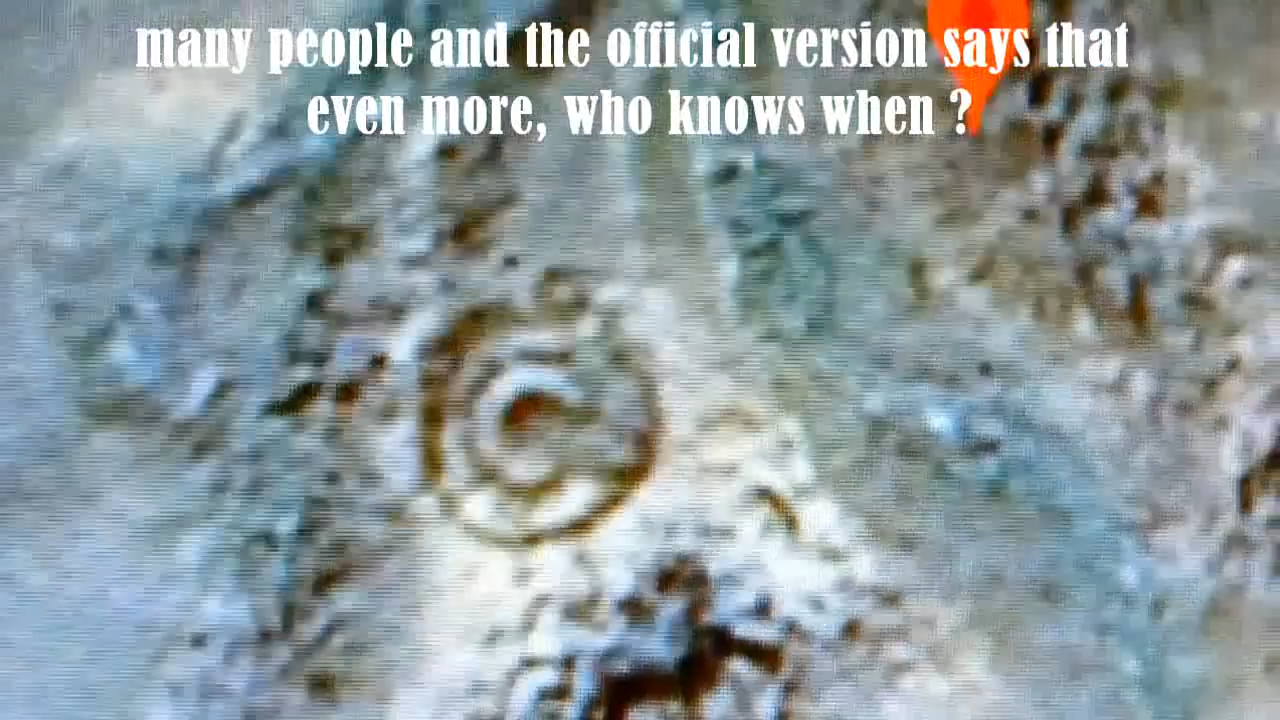 many people and the official version says that
even more, who knows when ?